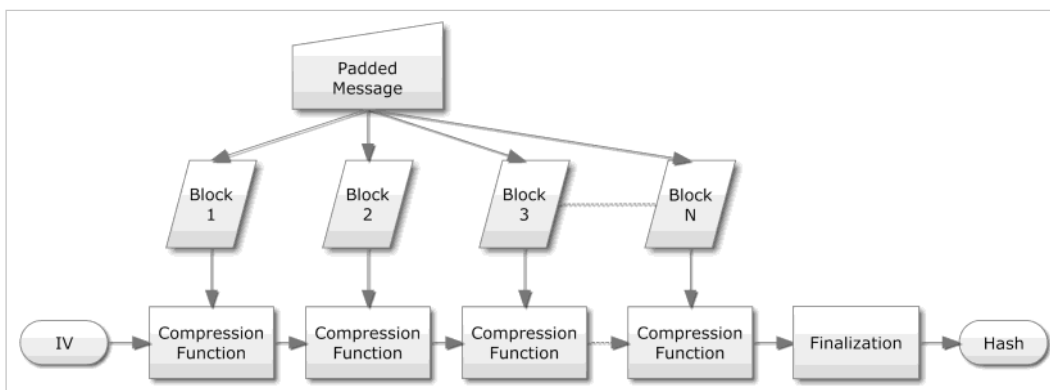 Padded
Message
Block
1
Block
2
Block
3
Block
N
IV
Compression
Function
Compression
Function
Compression
Function
Compression
Function
Finalization
Hash